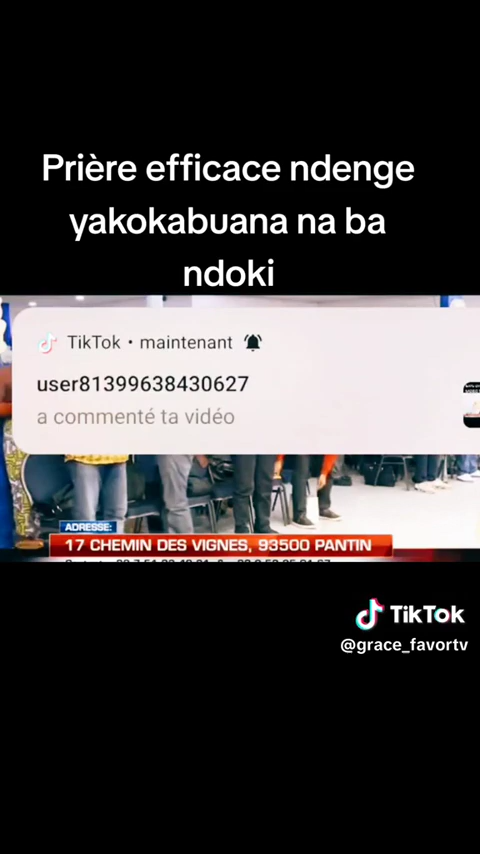 Prière efficace ndenge
yakokabuana na ba
ndoki
TikTok • maintenant
user81399638430627
a commenté ta vidéo
ADRESSE:
17 CHEMIN DES VIGNES, 93500 PANTIN
TikTok
@grace_favortv